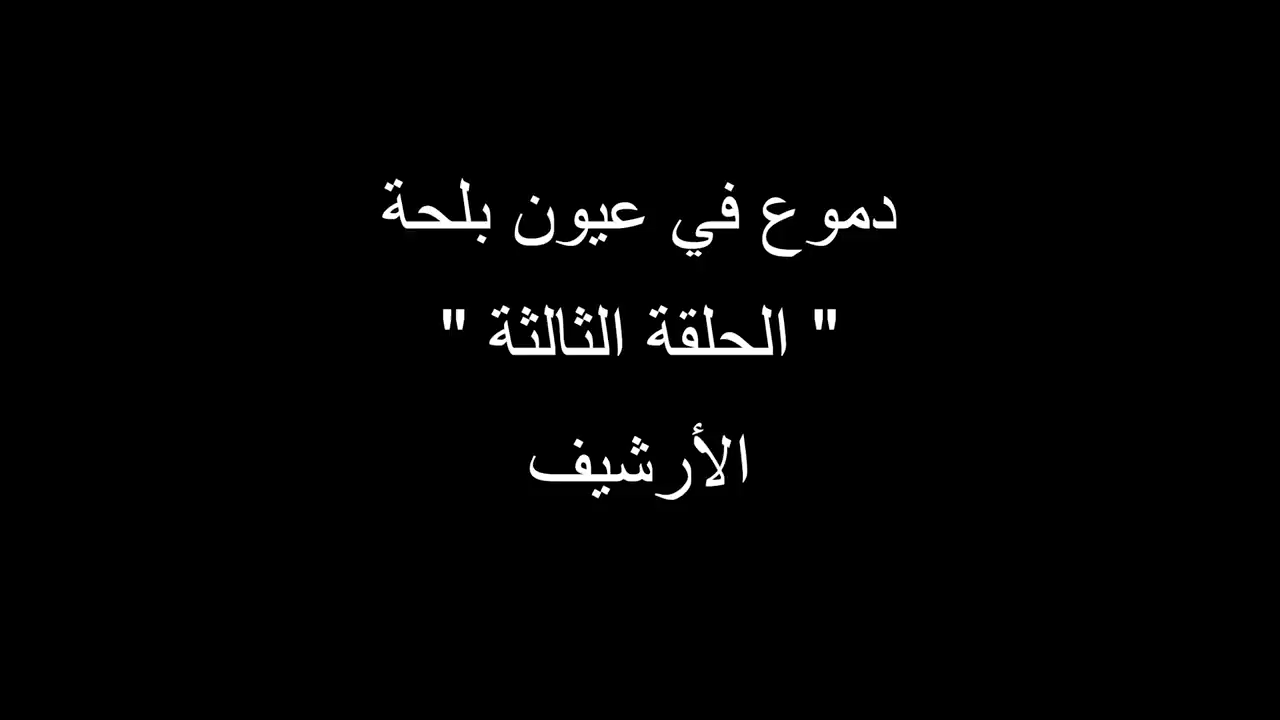 دموع في عيون بلحة
" الحلقة الثالثة "
الأرشيف